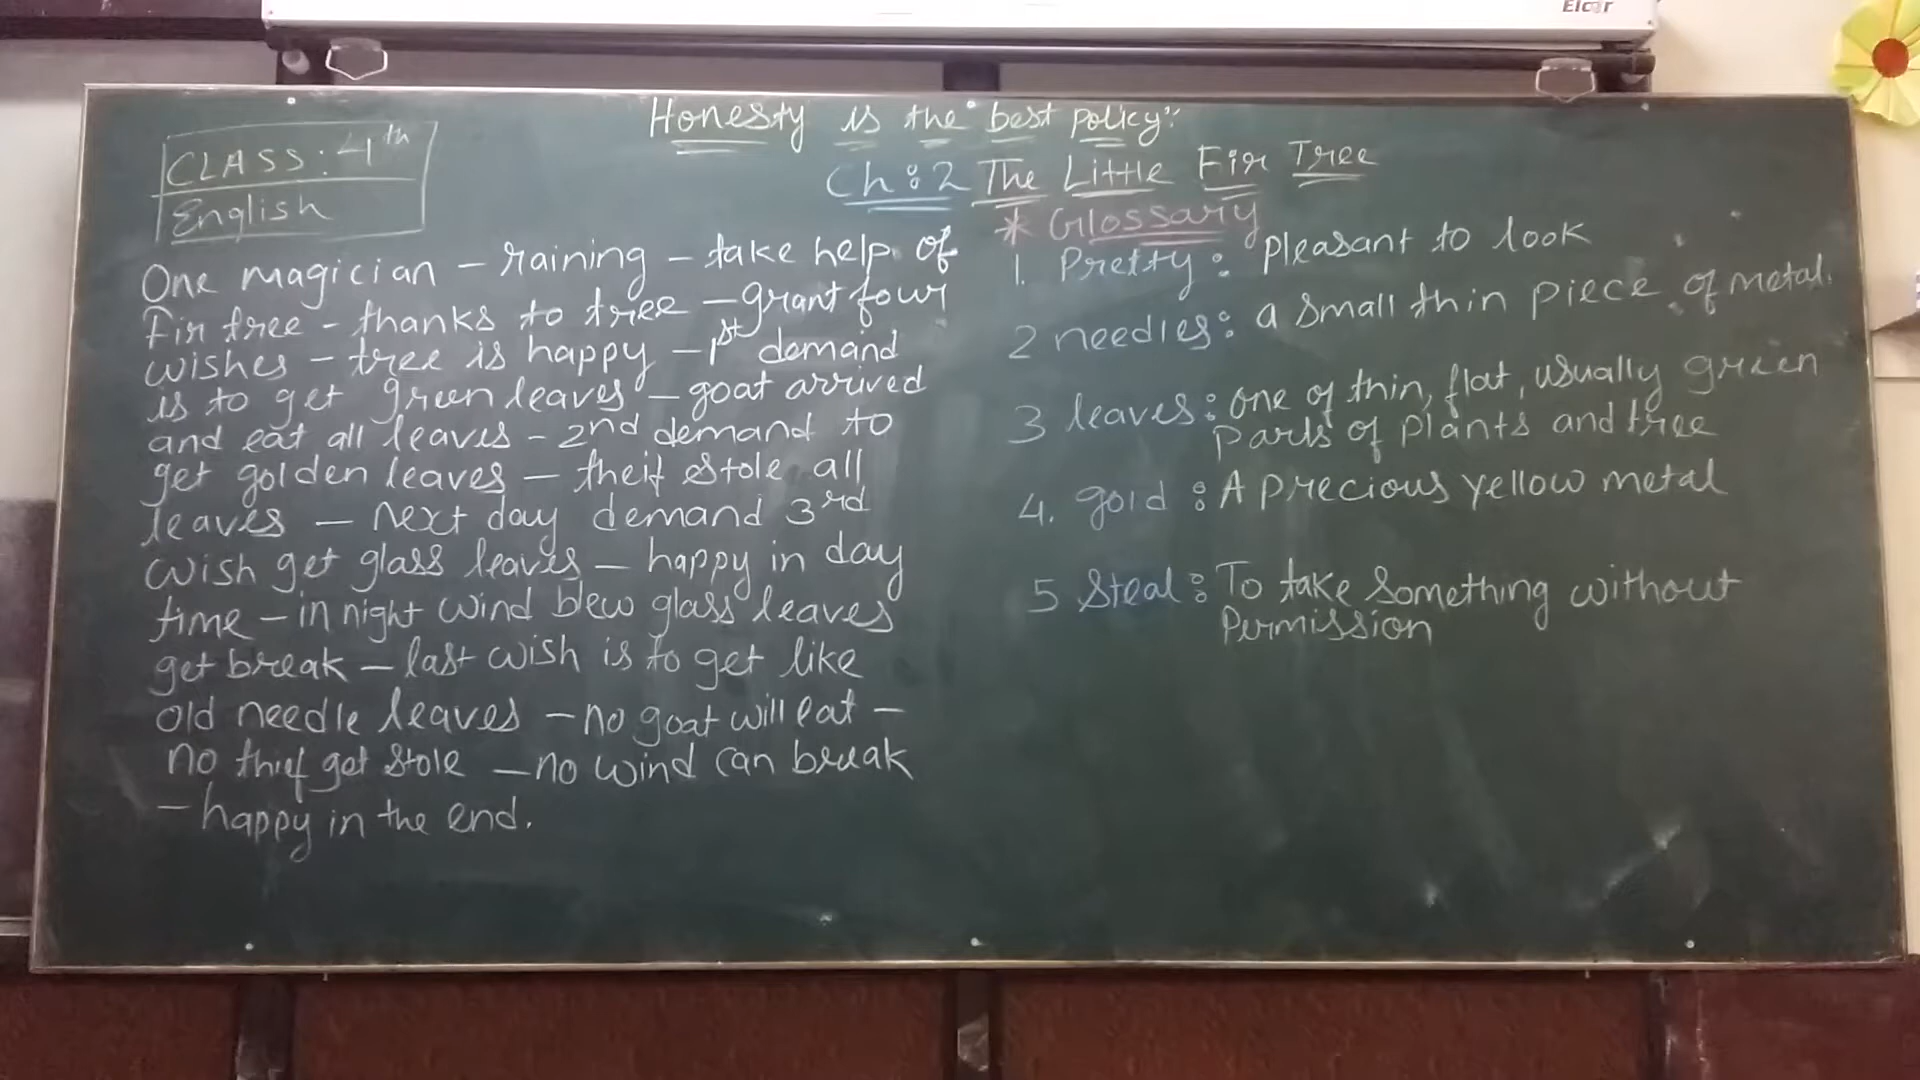 Elcor
Honesty is the "best policy".
CLASS: 4th
English
Ch:2 The Little Fir Tree
One magician – raining – take help of
Fir tree – thanks to tree – grant four
wishes – tree is happy – 1st demand
is to get green leaves – goat arrived
and eat all leaves – 2nd demand to
get golden leaves – theif stole all
leaves – next day demand 3rd
wish get glass leaves – happy in day
time – in night wind blew glass leaves
get break – last wish is to get like
old needle leaves – no goat will eat –
no thief get stole – no wind can break
– happy in the end.
* Glossary
1. Pretty: Pleasant to look
2 needles: a small thin piece of metal.
3 leaves: one of thin, flat, usually green
parts of plants and tree
4. gold: A precious yellow metal
5 Steal: To take something without
Permission